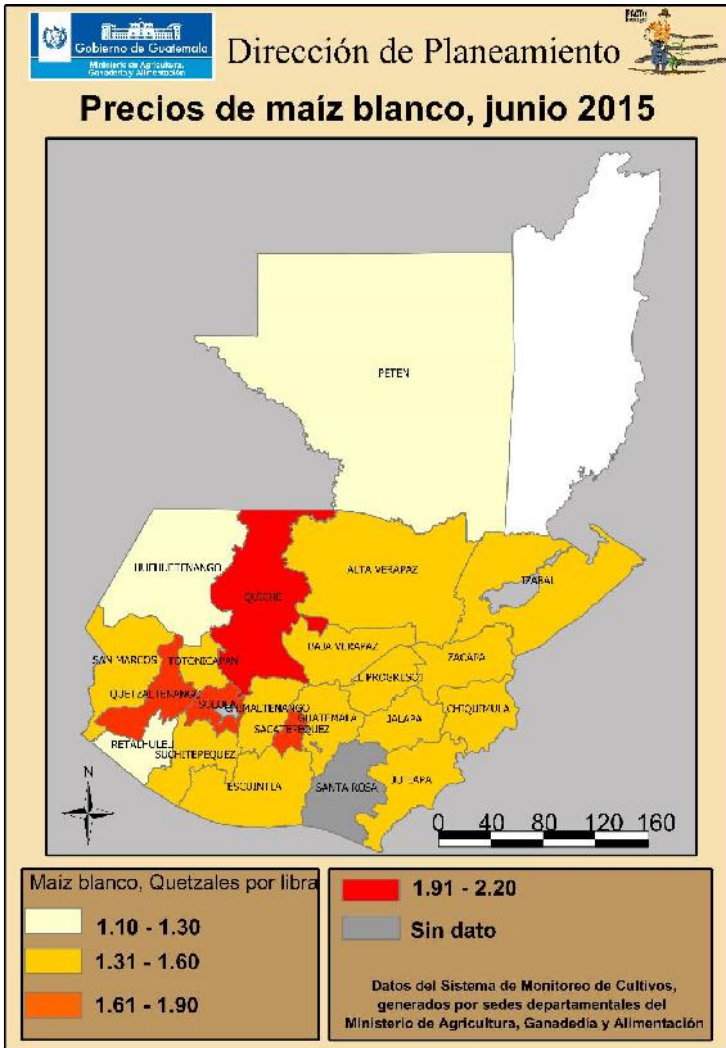 Gobierno de Guatemala
Ministerio de Agricultura,
Ganadería y Alimentación
Dirección de Planeamiento
PACTO
Precios de maíz blanco, junio 2015
PETEN
HUEHUETENANGO
QUICHE
ALTA VERAPAZ
IZABAL
SAN MARCOS
TOTONICAPAN
BAJA VERAPAZ
ZACAPA
EL PROGRESO
QUETZALTENANGO
SOLOLA
CHIMALTENANGO
GUATEMALA
JALAPA
CHIQUIMULA
SACATEPEQUEZ
RETALHULEU
SUCHITEPEQUEZ
ESCUINTLA
SANTA ROSA
JUTIAPA
N
0 40 80 120 160
Maiz blanco, Quetzales por libra
1.10 - 1.30
1.31 - 1.60
1.61 - 1.90
1.91 - 2.20
Sin dato
Datos del Sistema de Monitoreo de Cultivos,
generados por sedes departamentales del
Ministerio de Agricultura, Ganadedia y Alimentación